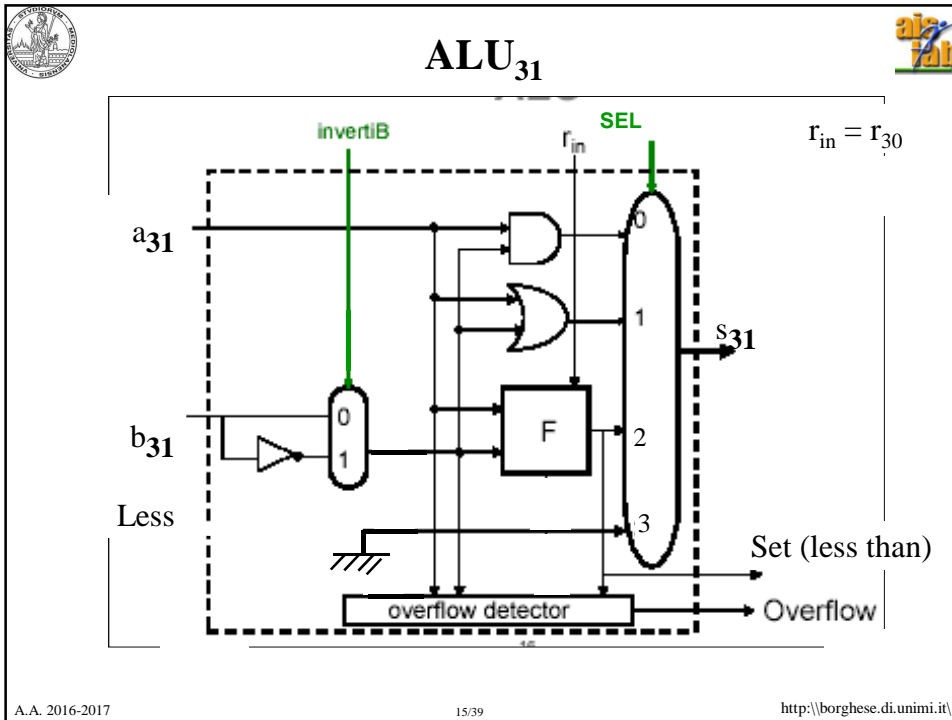 ALU31
invertiB
SEL
rin
rin = r30
0
a31
1
s31
0
F
2
b31
1
3
Less
Set (less than)
overflow detector
Overflow
16
A.A. 2016-2017
15/39
http:\\borghese.di.unimi.it\